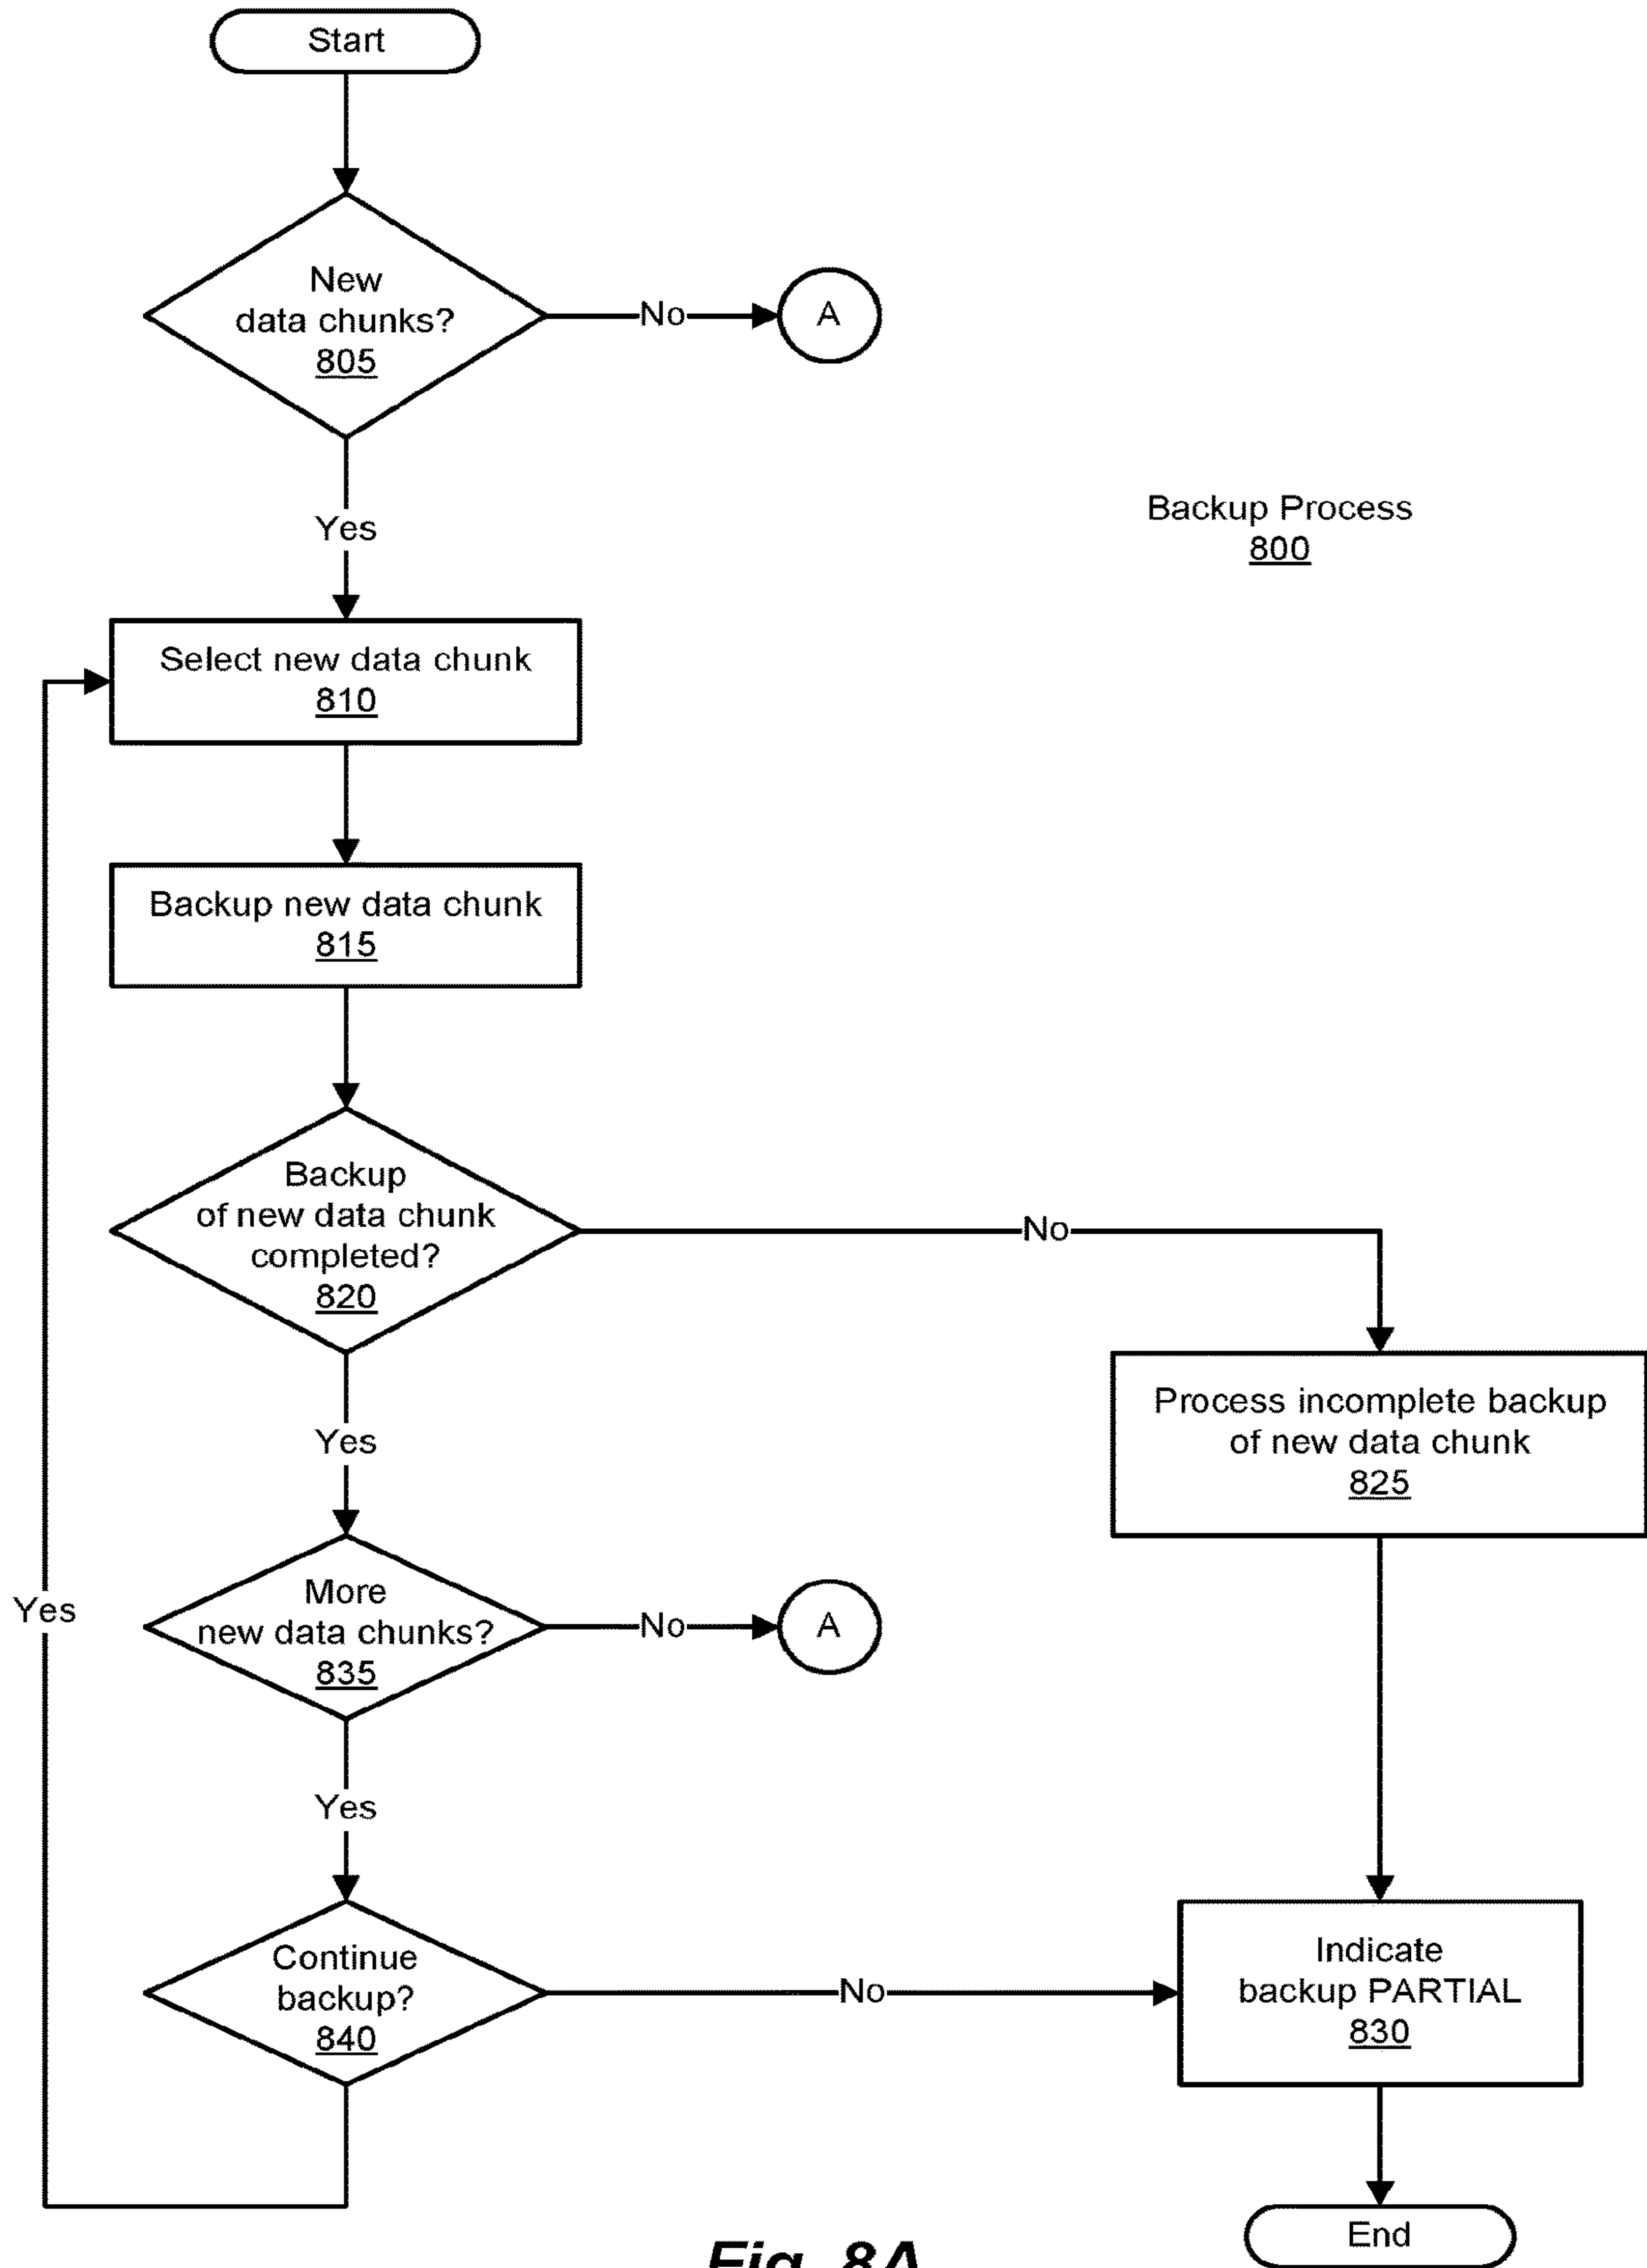 Start
New
data chunks?
805
No
A
Yes
Backup Process
800
Select new data chunk
810
Backup new data chunk
815
Backup
of new data chunk
completed?
820
No
Process incomplete backup
of new data chunk
825
Yes
More
new data chunks?
835
No
A
Yes
Yes
Continue
backup?
840
No
Indicate
backup PARTIAL
830
End
Fig. 8A